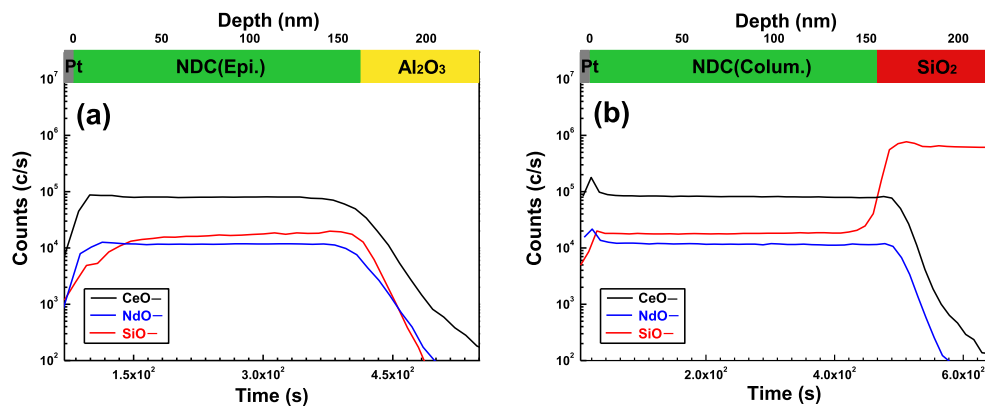 Depth (nm)
0 50 100 150 200
Pt NDC(Epi.) Al₂O₃
(a)
10⁷
10⁶
10⁵
10⁴
10³
10²
Counts (c/s)
CeO—
NdO—
SiO—
1.5x10² 3.0x10² 4.5x10²
Time (s)
Depth (nm)
0 50 100 150 200
Pt NDC(Colum.) SiO₂
(b)
10⁷
10⁶
10⁵
10⁴
10³
10²
Counts (c/s)
CeO—
NdO—
SiO—
2.0x10² 4.0x10² 6.0x10²
Time (s)